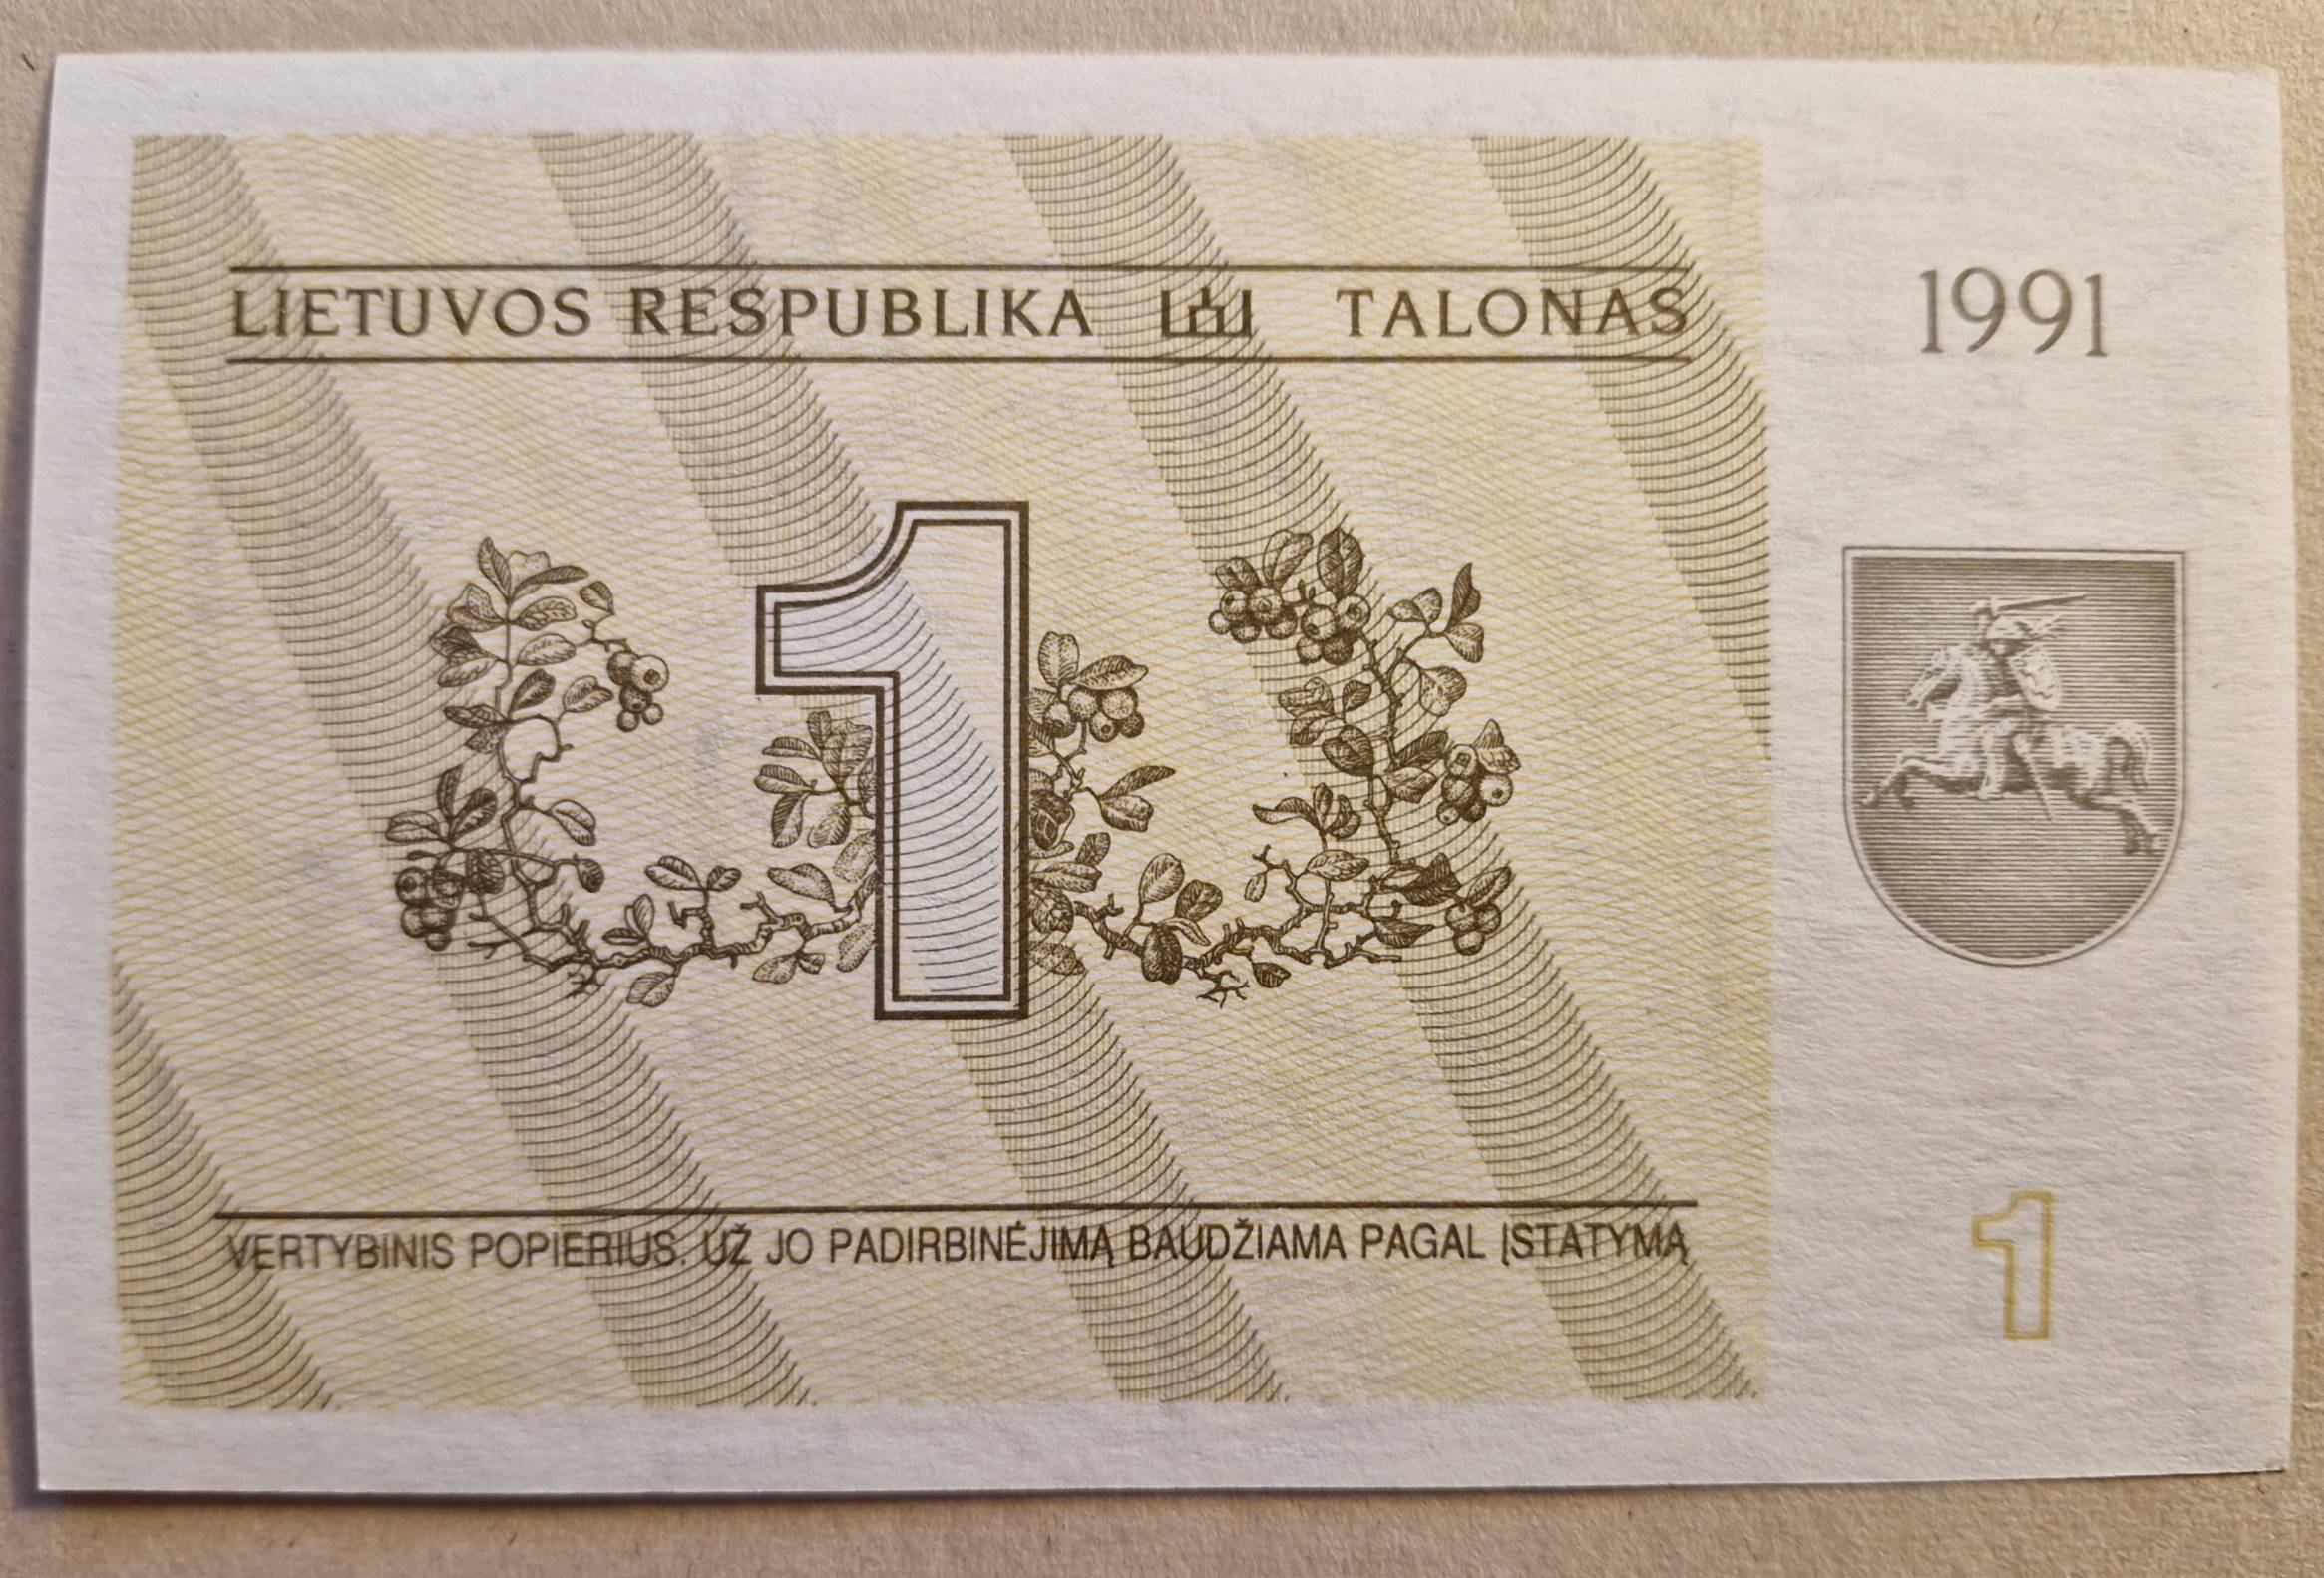 LIETUVOS RESPUBLIKA TALONAS
1991
1
VERTYBINIS POPIERIUS. UŽ JO PADIRBINĖJIMĄ BAUDŽIAMA PAGAL ĮSTATYMĄ
1